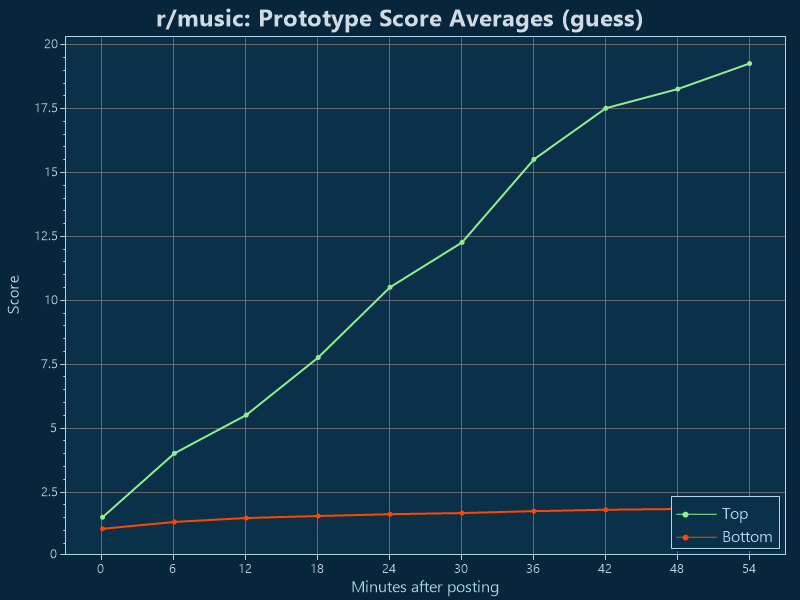 r/music: Prototype Score Averages (guess)
20
17.5
15
12.5
10
7.5
5
2.5
0
Score
0 6 12 18 24 30 36 42 48 54
Minutes after posting
Top
Bottom